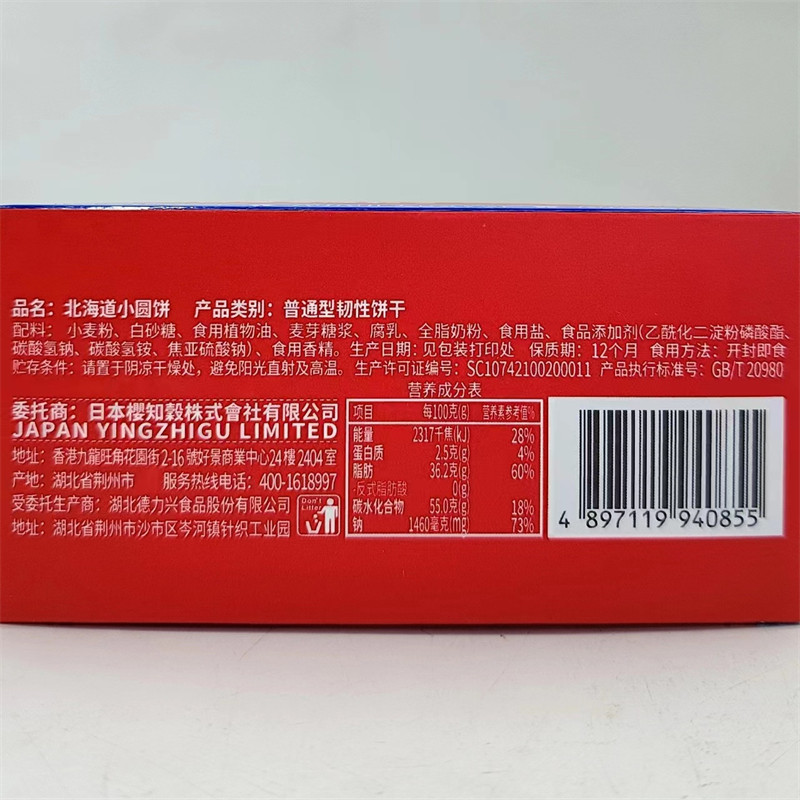 品名：北海道小圆饼 产品类别：普通型韧性饼干
配料：小麦粉、白砂糖、食用植物油、麦芽糖浆、腐乳、全脂奶粉、食用盐、食品添加剂(乙酰化二淀粉磷酸酯、
碳酸氢钠、碳酸氢铵、焦亚硫酸钠)、食用香精。生产日期：见包装打印处 保质期：12个月 食用方法：开封即食
贮存条件：请置于阴凉干燥处，避免阳光直射及高温。生产许可证编号：SC10742100200011 产品执行标准号：GB/T 20980
营养成分表
委托商：日本樱知穀株式會社有限公司
JAPAN YINGZHIGU LIMITED
地址：香港九龍旺角花園街2-16號好景商業中心24樓2404室
产地：湖北省荆州市 服务热线电话：400-1618997
受委托生产商：湖北德力兴食品股份有限公司
地址：湖北省荆州市沙市区岑河镇针织工业园
Don't Litter
项目 每100克(g) 营养素参考值%
能量 2317千焦(kJ) 28%
蛋白质 2.5克(g) 4%
脂肪 36.2克(g) 60%
-反式脂肪酸 0(g)
碳水化合物 55.0克(g) 18%
钠 1460毫克(mg) 73%
4 897119 940855